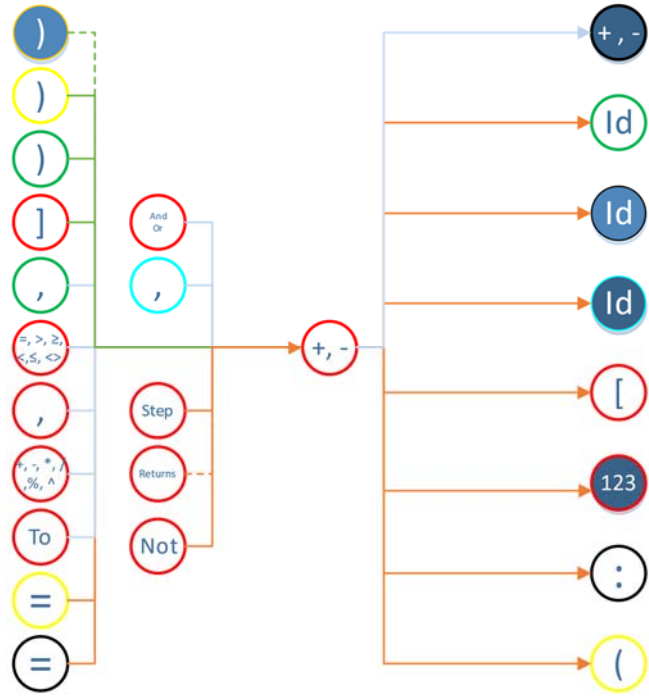 )
)
)
]
,
=, >, ≥,
<,≤, <>
,
+, -, *, /
,%, ^
To
=
=
And
Or
,
Step
Returns
Not
+, -
+ , -
Id
Id
Id
[
123
:
(